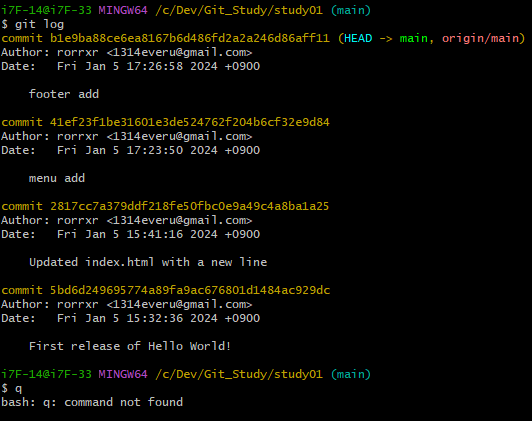 i7F-14@i7F-33 MINGW64 /c/Dev/Git_Study/study01 (main)
$ git log
commit b1e9ba88ce6ea8167b6d486fd2a2a246d86aff11 (HEAD -> main, origin/main)
Author: rorrxr <1314everu@gmail.com>
Date:   Fri Jan 5 17:26:58 2024 +0900

    footer add

commit 41ef23f1be31601e3de524762f204b6cf32e9d84
Author: rorrxr <1314everu@gmail.com>
Date:   Fri Jan 5 17:23:50 2024 +0900

    menu add

commit 2817cc7a379ddf218fe50fbc0e9a49c4a8ba1a25
Author: rorrxr <1314everu@gmail.com>
Date:   Fri Jan 5 15:41:16 2024 +0900

    Updated index.html with a new line

commit 5bd6d249695774a89fa9ac676801d1484ac929dc
Author: rorrxr <1314everu@gmail.com>
Date:   Fri Jan 5 15:32:36 2024 +0900

    First release of Hello World!

i7F-14@i7F-33 MINGW64 /c/Dev/Git_Study/study01 (main)
$ q
bash: q: command not found